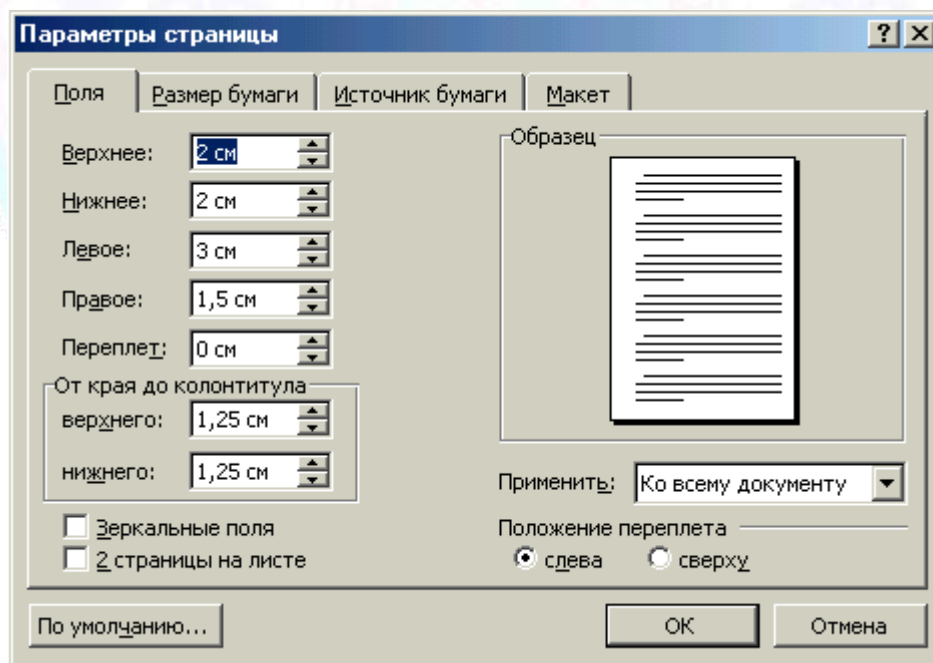 Параметры страницы
Поля Размер бумаги Источник бумаги Макет
Верхнее: 2 см
Нижнее: 2 см
Левое: 3 см
Правое: 1,5 см
Переплет: 0 см
От края до колонтитула
верхнего: 1,25 см
нижнего: 1,25 см
Зеркальные поля
2 страницы на листе
Образец
Применить: Ко всему документу
Положение переплета
слева сверху
По умолчанию... ОК Отмена